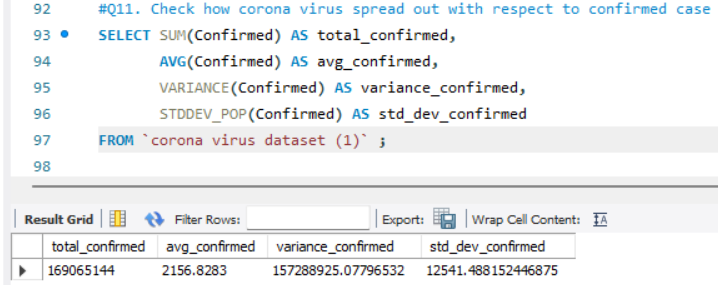 92 #Q11. Check how corona virus spread out with respect to confirmed case
93 SELECT SUM(Confirmed) AS total_confirmed,
94 AVG(Confirmed) AS avg_confirmed,
95 VARIANCE(Confirmed) AS variance_confirmed,
96 STDDEV_POP(Confirmed) AS std_dev_confirmed
97 FROM `corona virus dataset (1)` ;
98
Result Grid Filter Rows: Export: Wrap Cell Content: IA
total_confirmed avg_confirmed variance_confirmed std_dev_confirmed
169065144 2156.8283 157288925.07796532 12541.488152446875